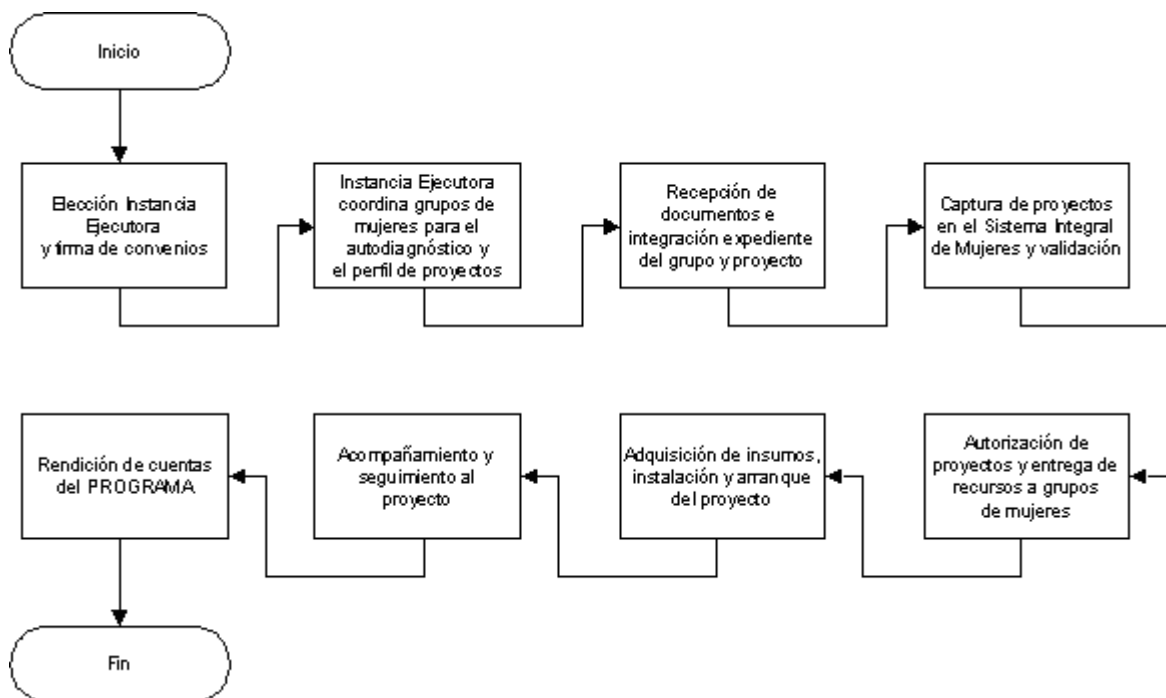 Inicio
Elección Instancia
Ejecutora
y firma de convenios
Instancia Ejecutora
coordina grupos de
mujeres para el
autodiagnóstico y
el perfil de proyectos
Recepción de
documentos e
integración expediente
del grupo y proyecto
Captura de proyectos
en el Sistema Integral
de Mujeres y validación
Autorización de
proyectos y entrega de
recursos a grupos
de mujeres
Adquisición de insumos,
instalación y arranque
del proyecto
Acompañamiento y
seguimiento al
proyecto
Rendición de cuentas
del PROGRAMA
Fin